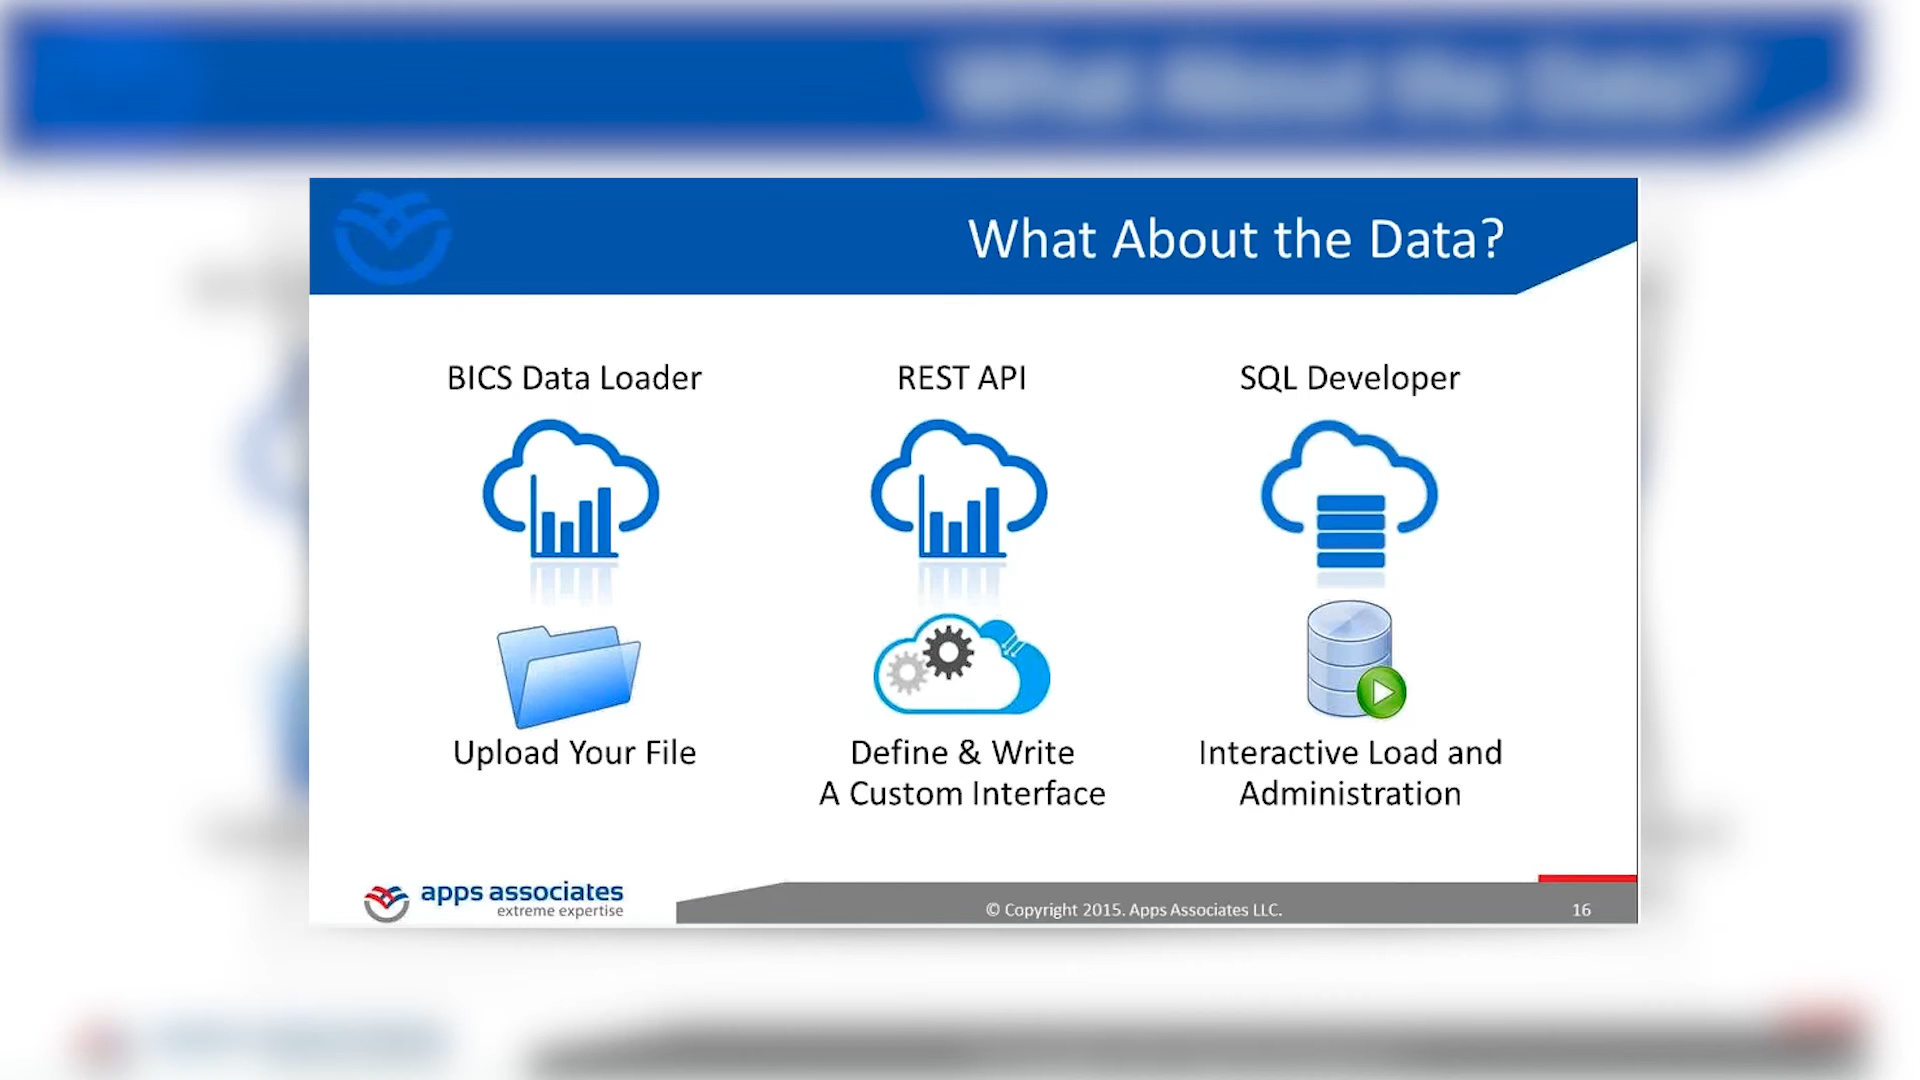 What About the Data?
BICS Data Loader
REST API
SQL Developer
Upload Your File
Define & Write
A Custom Interface
Interactive Load and
Administration
apps associates
extreme expertise
© Copyright 2015. Apps Associates LLC.
16